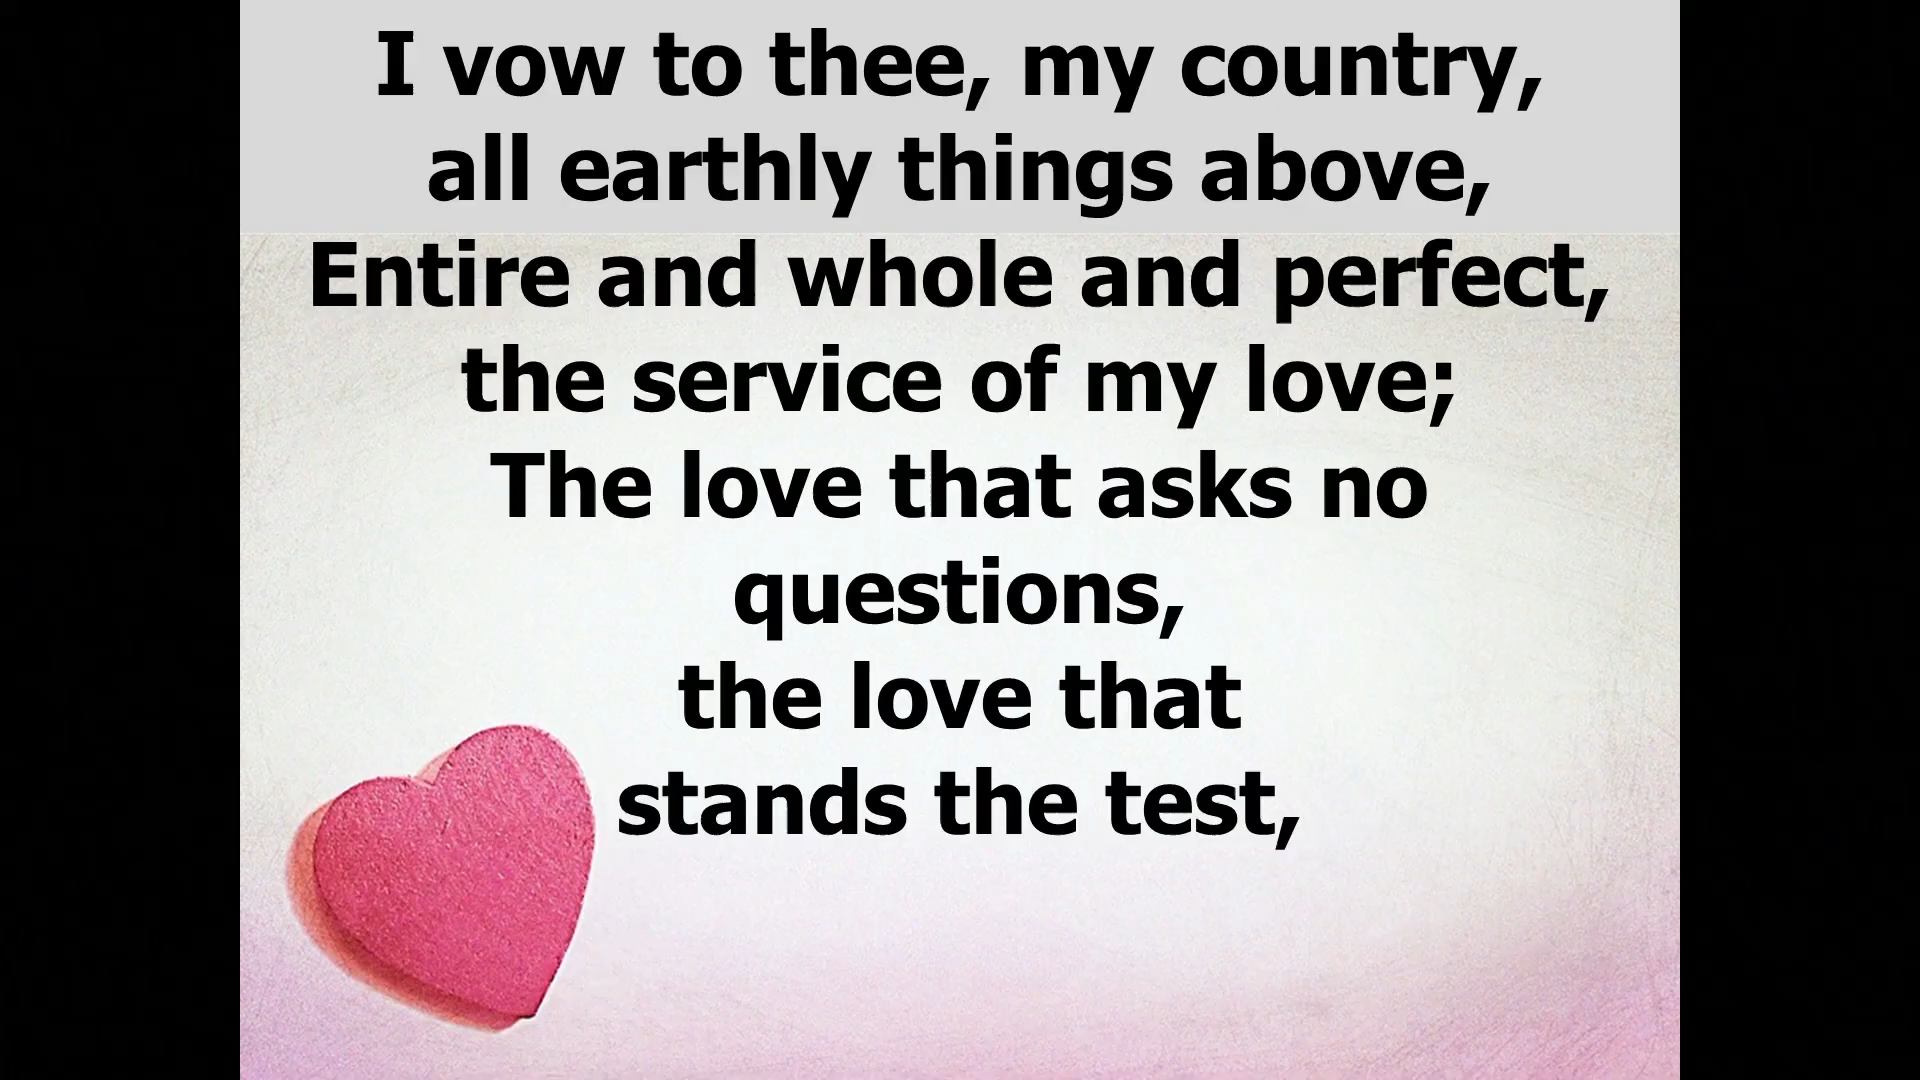 I vow to thee, my country,
all earthly things above,
Entire and whole and perfect,
the service of my love;
The love that asks no
questions,
the love that
stands the test,